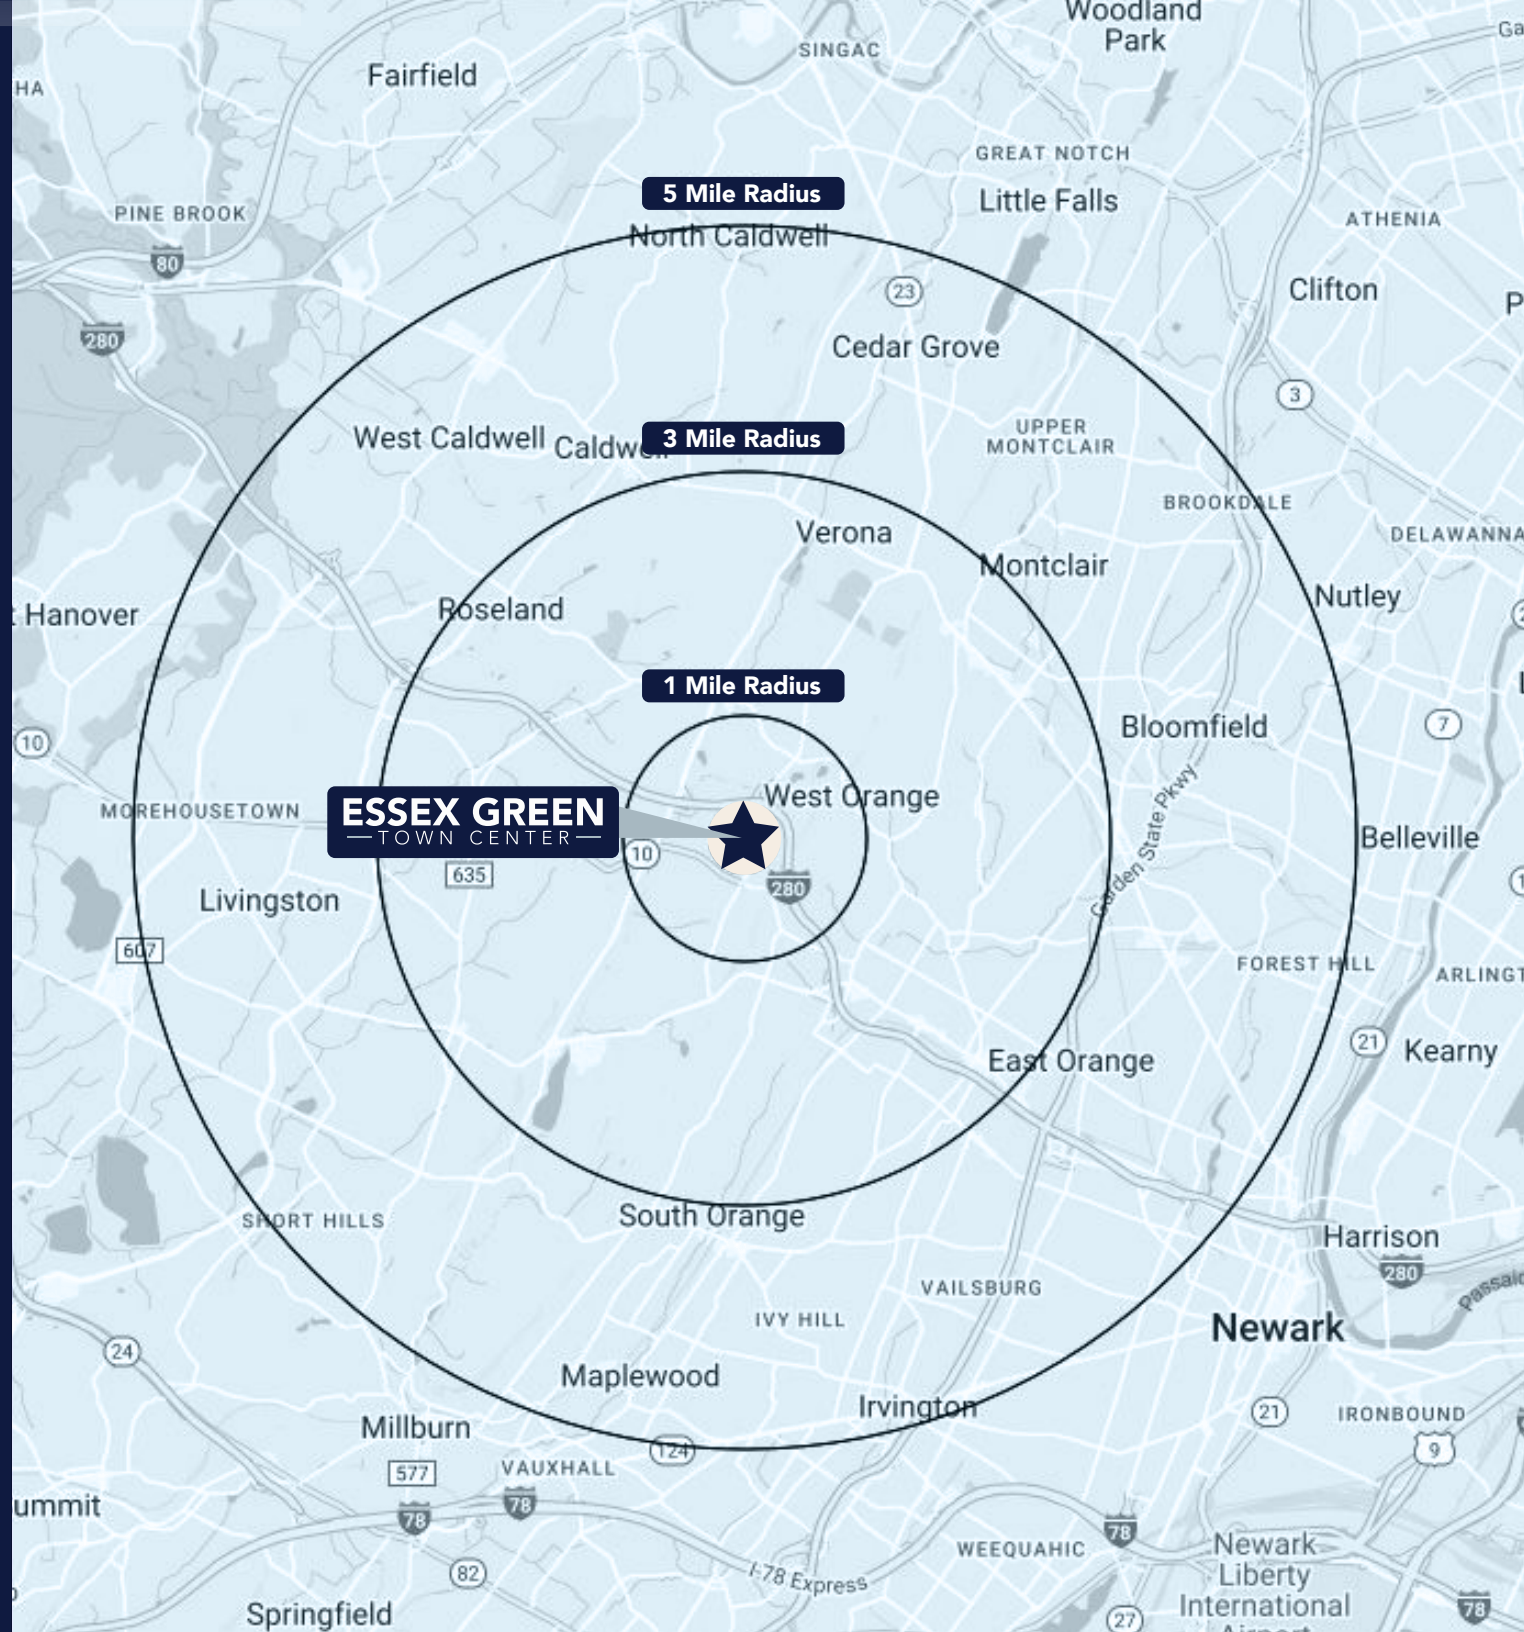 Woodland
Park
SINGAC
Ga
Fairfield
HA
GREAT NOTCH
5 Mile Radius
Little Falls
PINE BROOK
ATHENIA
North Caldwell
80
23
Clifton
P
280
Cedar Grove
3
West Caldwell
Caldwell
3 Mile Radius
UPPER
MONTCLAIR
BROOKDALE
Verona
DELAWANNA
Montclair
Nutley
Roseland
t Hanover
1 Mile Radius
10
Bloomfield
7
West Orange
MOREHOUSETOWN
ESSEX GREEN
TOWN CENTER
Garden State Pkwy
Belleville
10
635
280
Livingston
607
FOREST HILL
ARLINGT
21
Kearny
East Orange
South Orange
SHORT HILLS
Harrison
280
VAILSBURG
Passaic
IVY HILL
Newark
24
Maplewood
Irvington
21
IRONBOUND
Millburn
124
9
577
VAUXHALL
78
78
ummit
78
WEEQUAHIC
Newark
Liberty
International
Airport
82
I-78 Express
78
Springfield
27